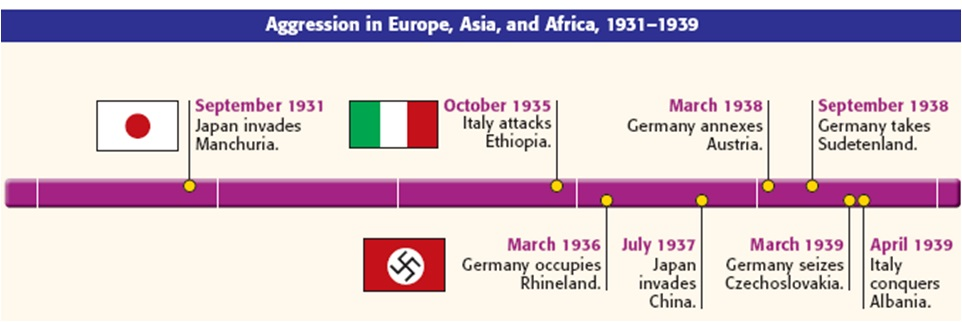 Aggression in Europe, Asia, and Africa, 1931–1939
September 1931
Japan invades
Manchuria.
October 1935
Italy attacks
Ethiopia.
March 1938
Germany annexes
Austria.
September 1938
Germany takes
Sudetenland.
March 1936
Germany occupies
Rhineland.
July 1937
Japan
invades
China.
March 1939
Germany seizes
Czechoslovakia.
April 1939
Italy
conquers
Albania.